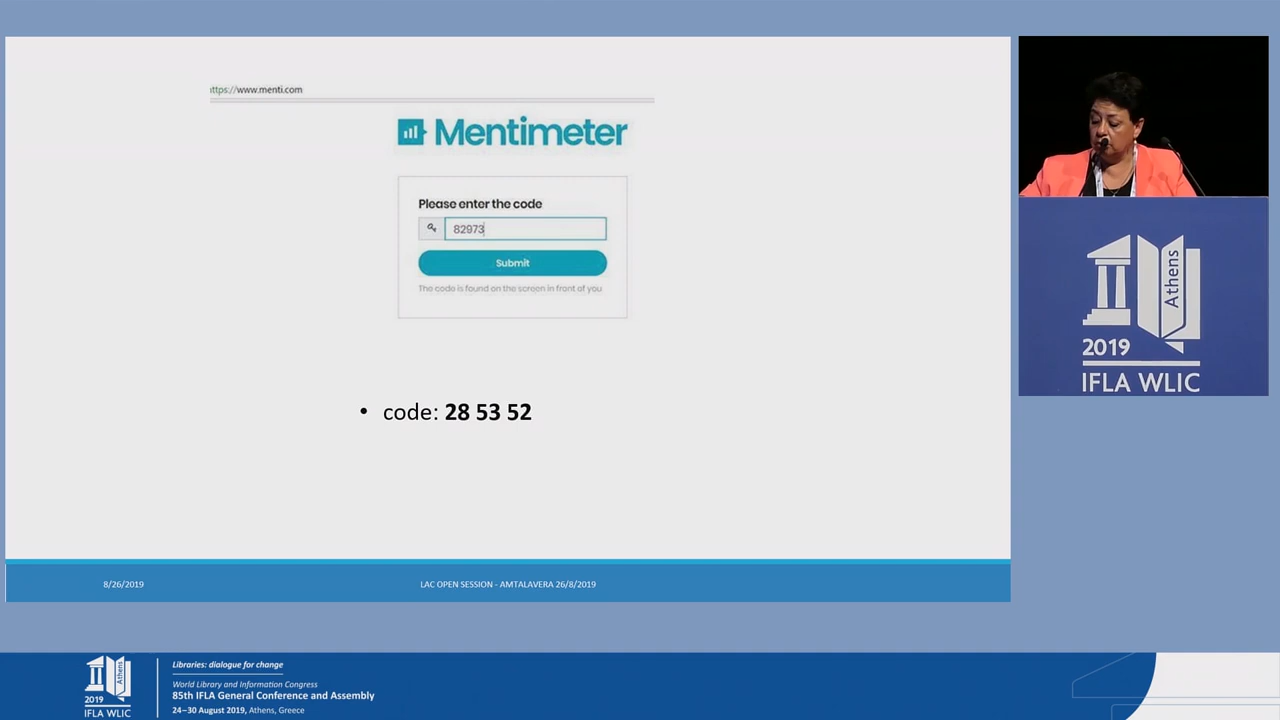 ttps://www.menti.com
Mentimeter
Please enter the code
82973
Submit
The code is found on the screen in front of you
• code: 28 53 52
8/26/2019
LAC OPEN SESSION - AMTALAVERA 26/8/2019
Athens
2019
IFLA WLIC
Athens
2019
IFLA WLIC
Libraries: dialogue for change
World Library and Information Congress
85th IFLA General Conference and Assembly
24–30 August 2019, Athens, Greece